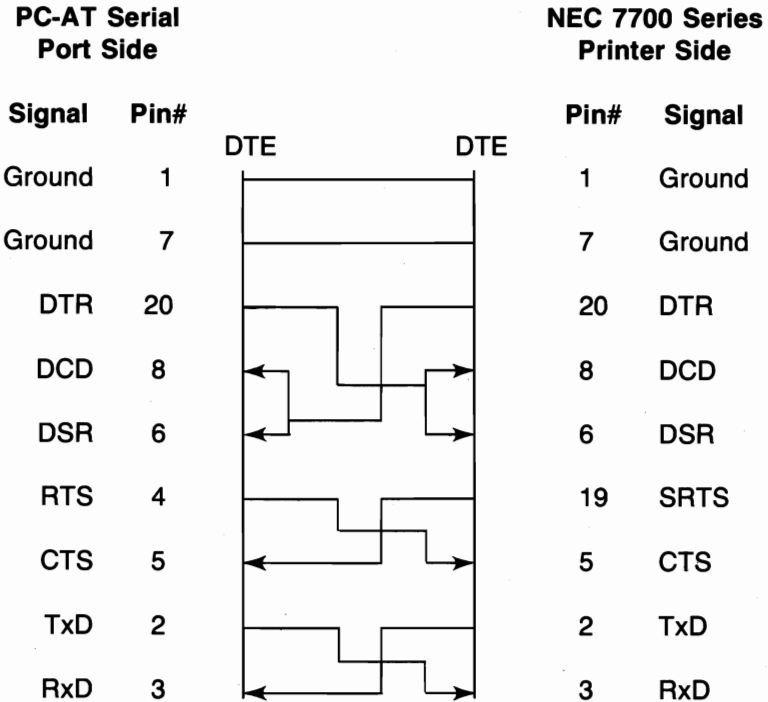 PC-AT Serial Port Side
NEC 7700 Series Printer Side
Signal Pin# Pin# Signal
DTE DTE
Ground 1 1 Ground
Ground 7 7 Ground
DTR 20 20 DTR
DCD 8 8 DCD
DSR 6 6 DSR
RTS 4 19 SRTS
CTS 5 5 CTS
TxD 2 2 TxD
RxD 3 3 RxD